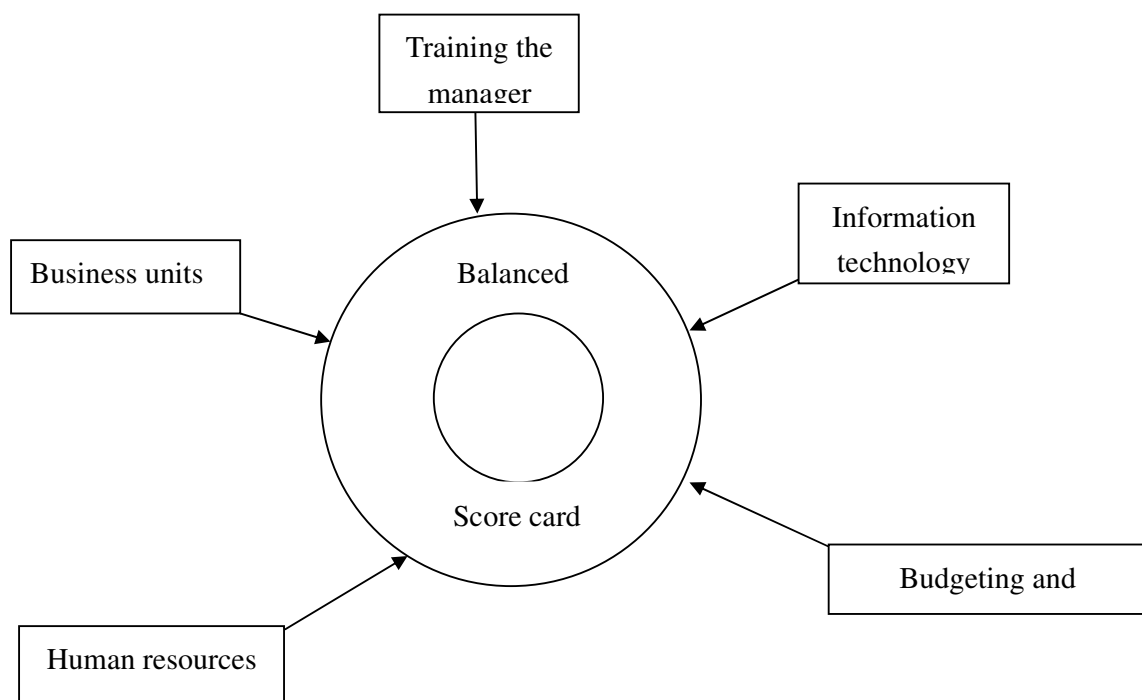 Training the
manager
Information
technology
Business units
Balanced
Score card
Budgeting and
Human resources